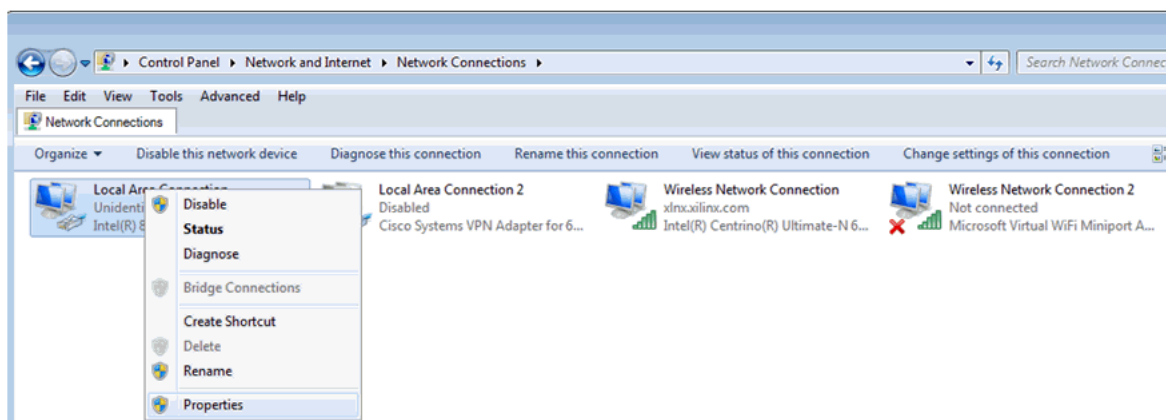 Control Panel Network and Internet Network Connections
Search Network Connec
File Edit View Tools Advanced Help
Network Connections
Organize Disable this network device Diagnose this connection Rename this connection View status of this connection Change settings of this connection
Local Area Connection
Unidenti
Intel(R) 8
Disable
Status
Diagnose
Bridge Connections
Create Shortcut
Delete
Rename
Properties
Local Area Connection 2
Disabled
Cisco Systems VPN Adapter for 6...
Wireless Network Connection
xlnx.xilinx.com
Intel(R) Centrino(R) Ultimate-N 6...
Wireless Network Connection 2
Not connected
Microsoft Virtual WiFi Miniport A...